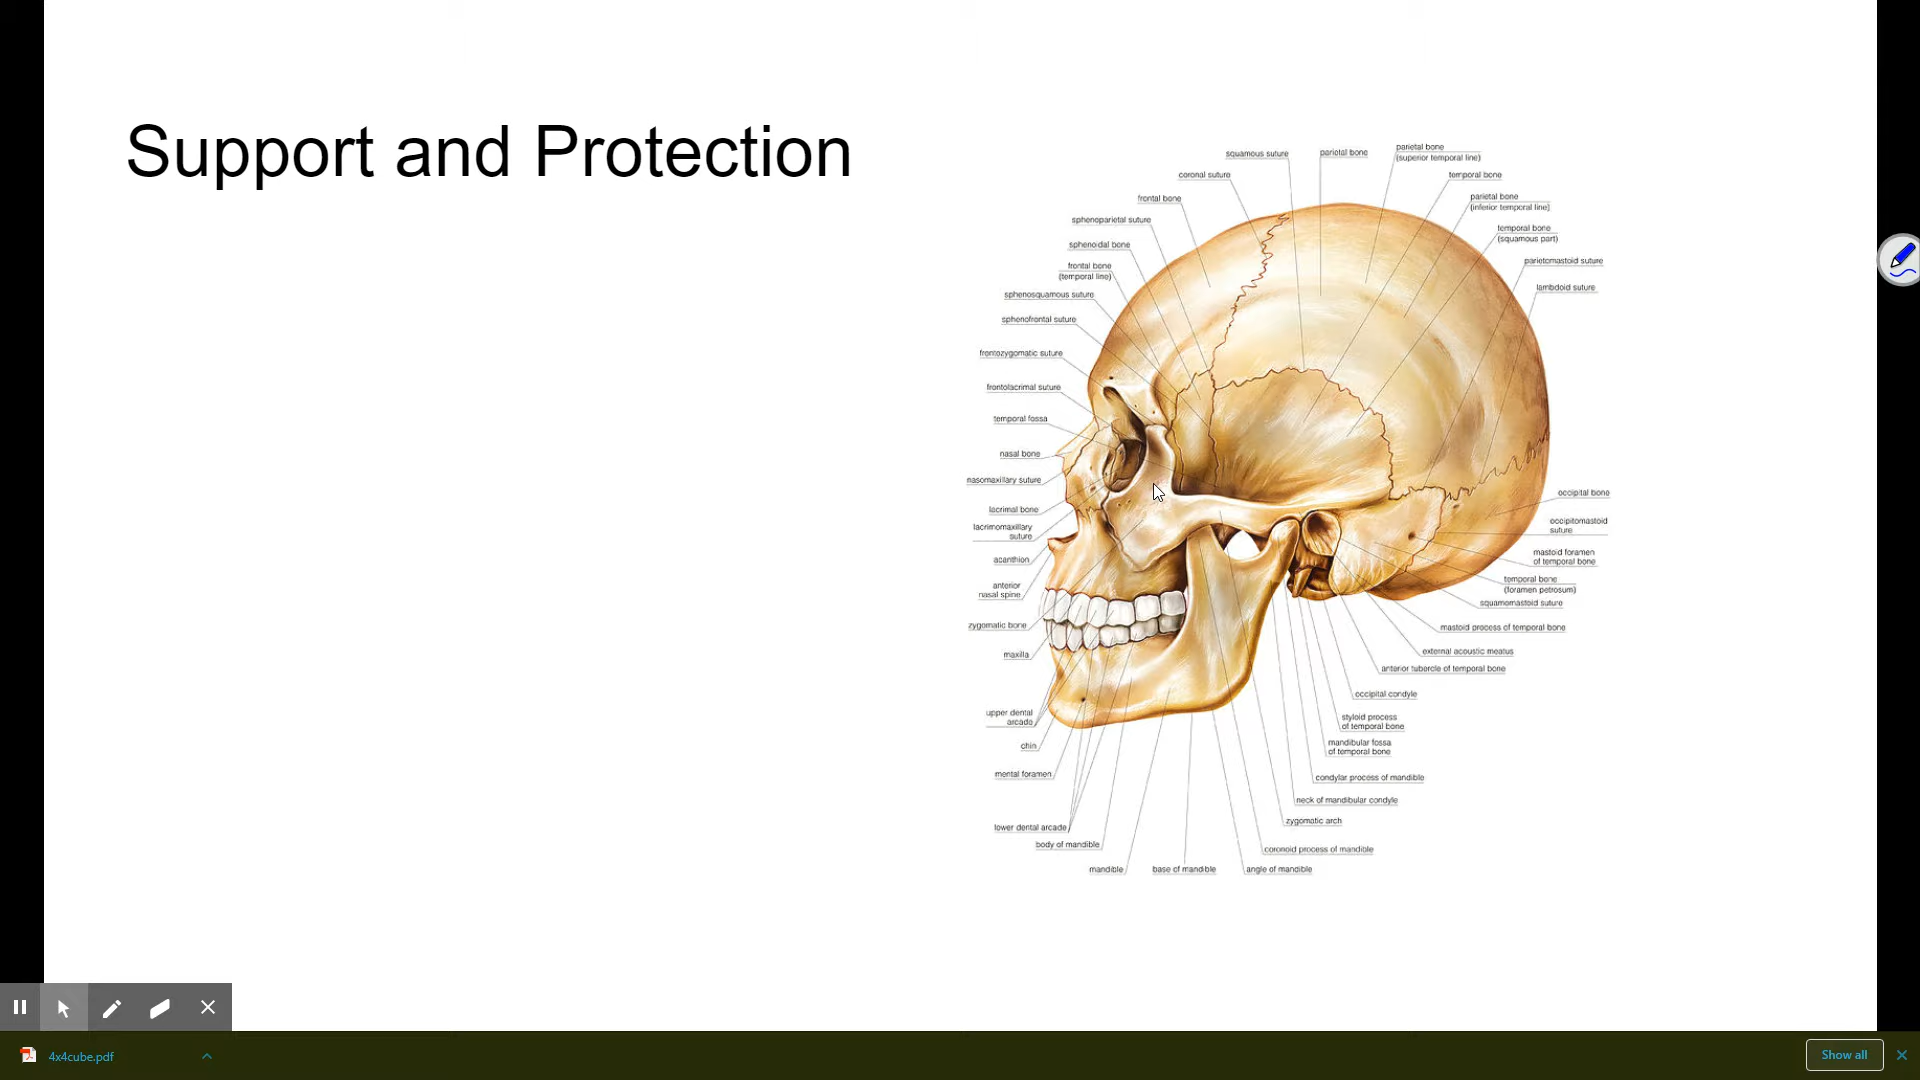 Support and Protection
squamous suture
parietal bone
parietal bone
(superior temporal line)
coronal suture
temporal bone
frontal bone
parietal bone
(inferior temporal line)
sphenoparietal suture
temporal bone
(squamous part)
sphenoidal bone
parietomastoid suture
frontal bone
(temporal line)
lambdoid suture
sphenosquamous suture
sphenofrontal suture
frontozygomatic suture
frontolacrimal suture
temporal fossa
nasal bone
nasomaxillary suture
occipital bone
lacrimal bone
lacrimomaxillary
suture
occipitomastoid
suture
acanthion
mastoid foramen
of temporal bone
anterior
nasal spine
temporal bone
(foramen petrosum)
squamomastoid suture
zygomatic bone
mastoid process of temporal bone
maxilla
external acoustic meatus
anterior tubercle of temporal bone
occipital condyle
upper dental
arcade
styloid process
of temporal bone
chin
mandibular fossa
of temporal bone
mental foramen
condylar process of mandible
neck of mandibular condyle
zygomatic arch
lower dental arcade
body of mandible
coronoid process of mandible
mandible
base of mandible
angle of mandible
4x4cube.pdf
Show all